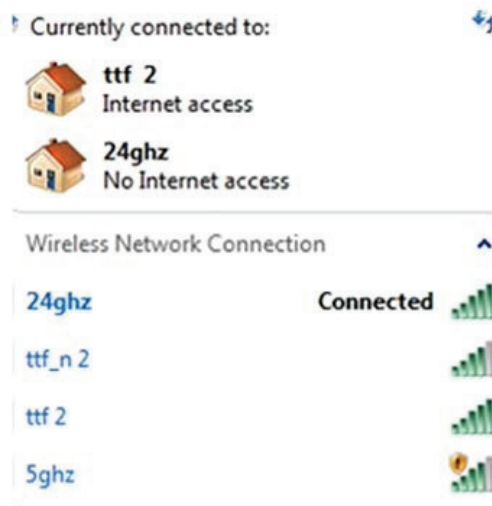 Currently connected to:
ttf 2
Internet access
24ghz
No Internet access
Wireless Network Connection
24ghz Connected
ttf_n 2
ttf 2
5ghz